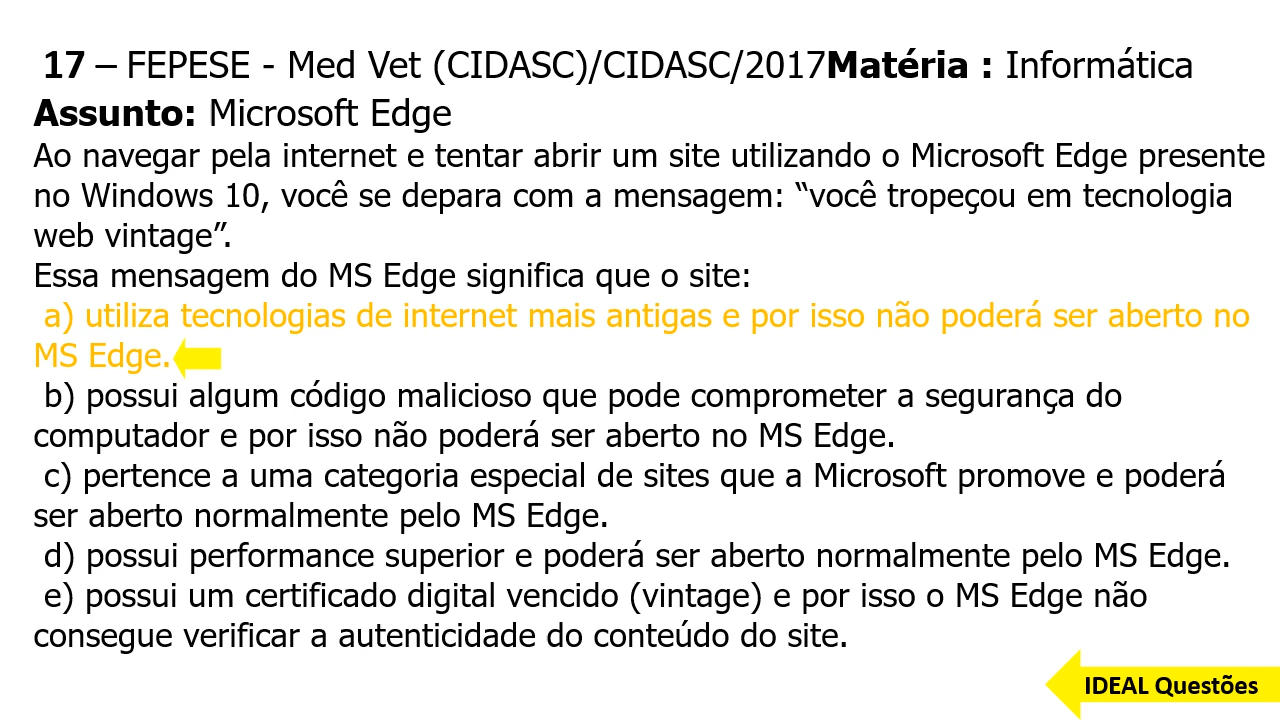 17 – FEPESE - Med Vet (CIDASC)/CIDASC/2017Matéria : Informática
Assunto: Microsoft Edge
Ao navegar pela internet e tentar abrir um site utilizando o Microsoft Edge presente
no Windows 10, você se depara com a mensagem: “você tropeçou em tecnologia
web vintage”.
Essa mensagem do MS Edge significa que o site:
a) utiliza tecnologias de internet mais antigas e por isso não poderá ser aberto no
MS Edge.
b) possui algum código malicioso que pode comprometer a segurança do
computador e por isso não poderá ser aberto no MS Edge.
c) pertence a uma categoria especial de sites que a Microsoft promove e poderá
ser aberto normalmente pelo MS Edge.
d) possui performance superior e poderá ser aberto normalmente pelo MS Edge.
e) possui um certificado digital vencido (vintage) e por isso o MS Edge não
consegue verificar a autenticidade do conteúdo do site.
IDEAL Questões